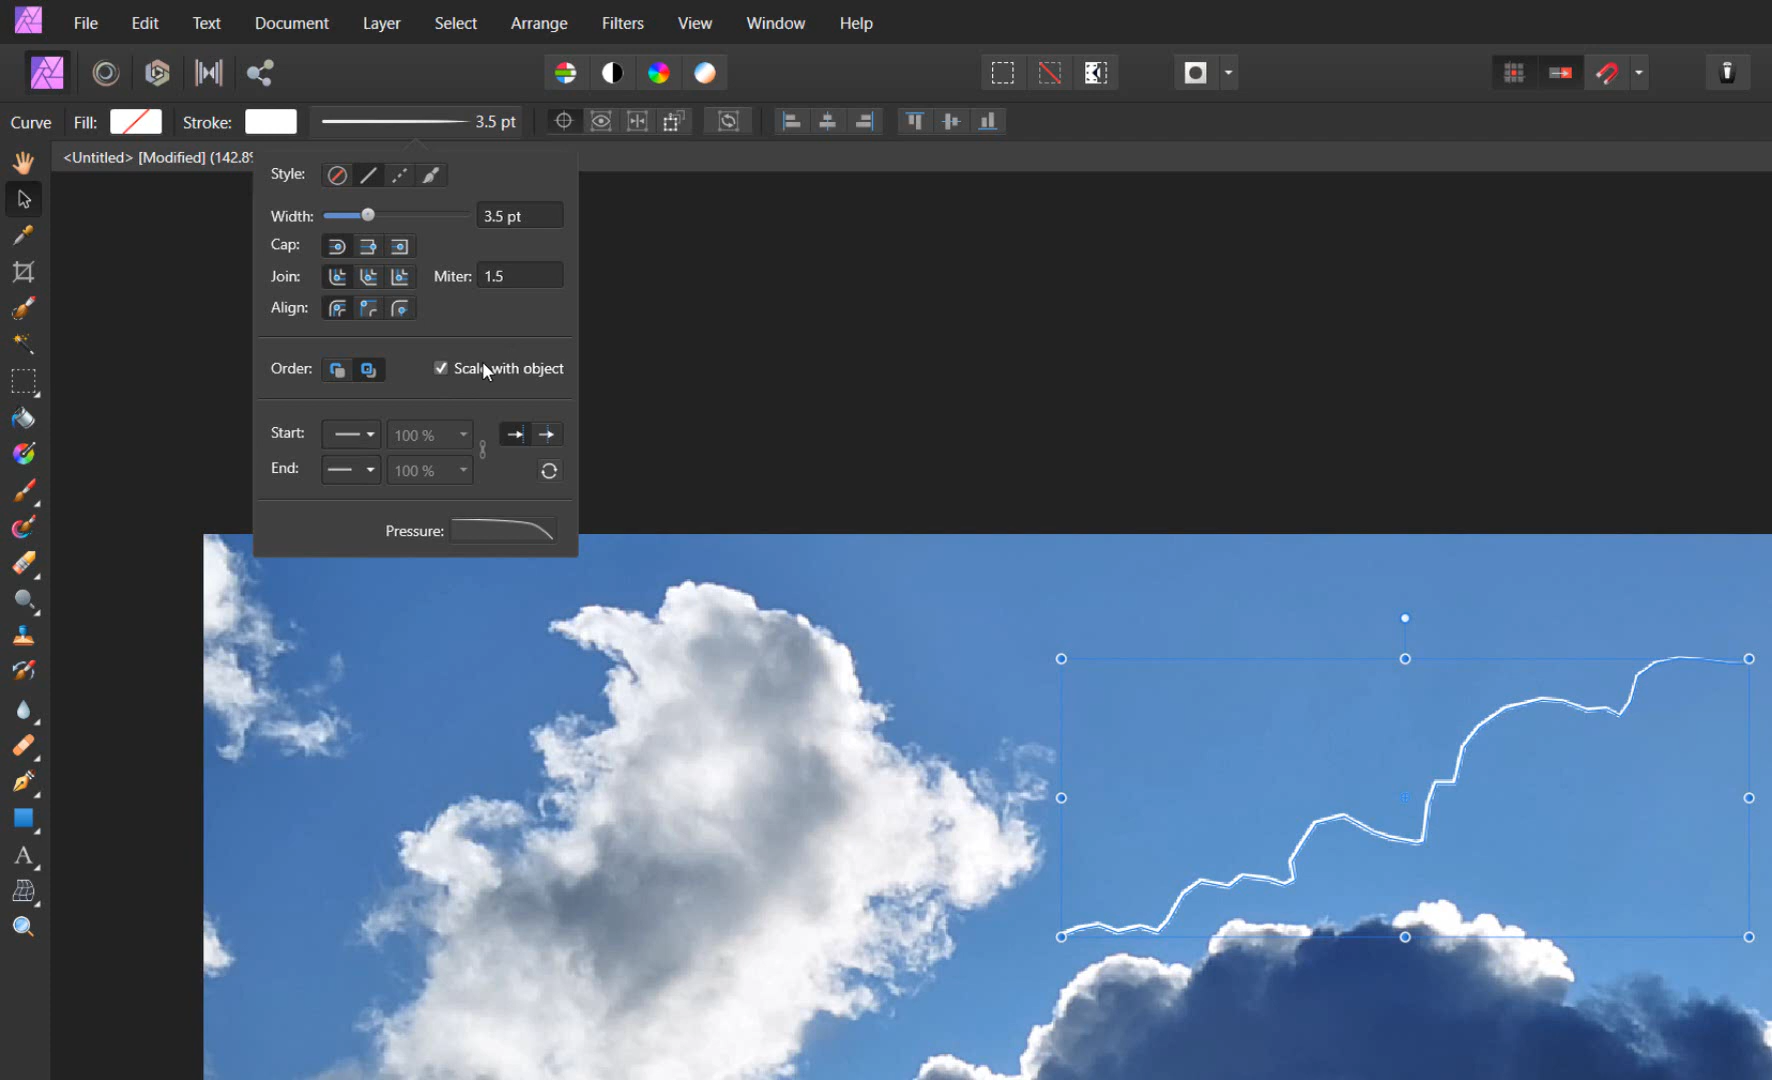 File Edit Text Document Layer Select Arrange Filters View Window Help
Curve Fill: Stroke: 3.5 pt
<Untitled> [Modified] (142.8%
Style:
Width: 3.5 pt
Cap:
Join: Miter: 1.5
Align:
Order: Scale with object
Start: 100 %
End: 100 %
Pressure: